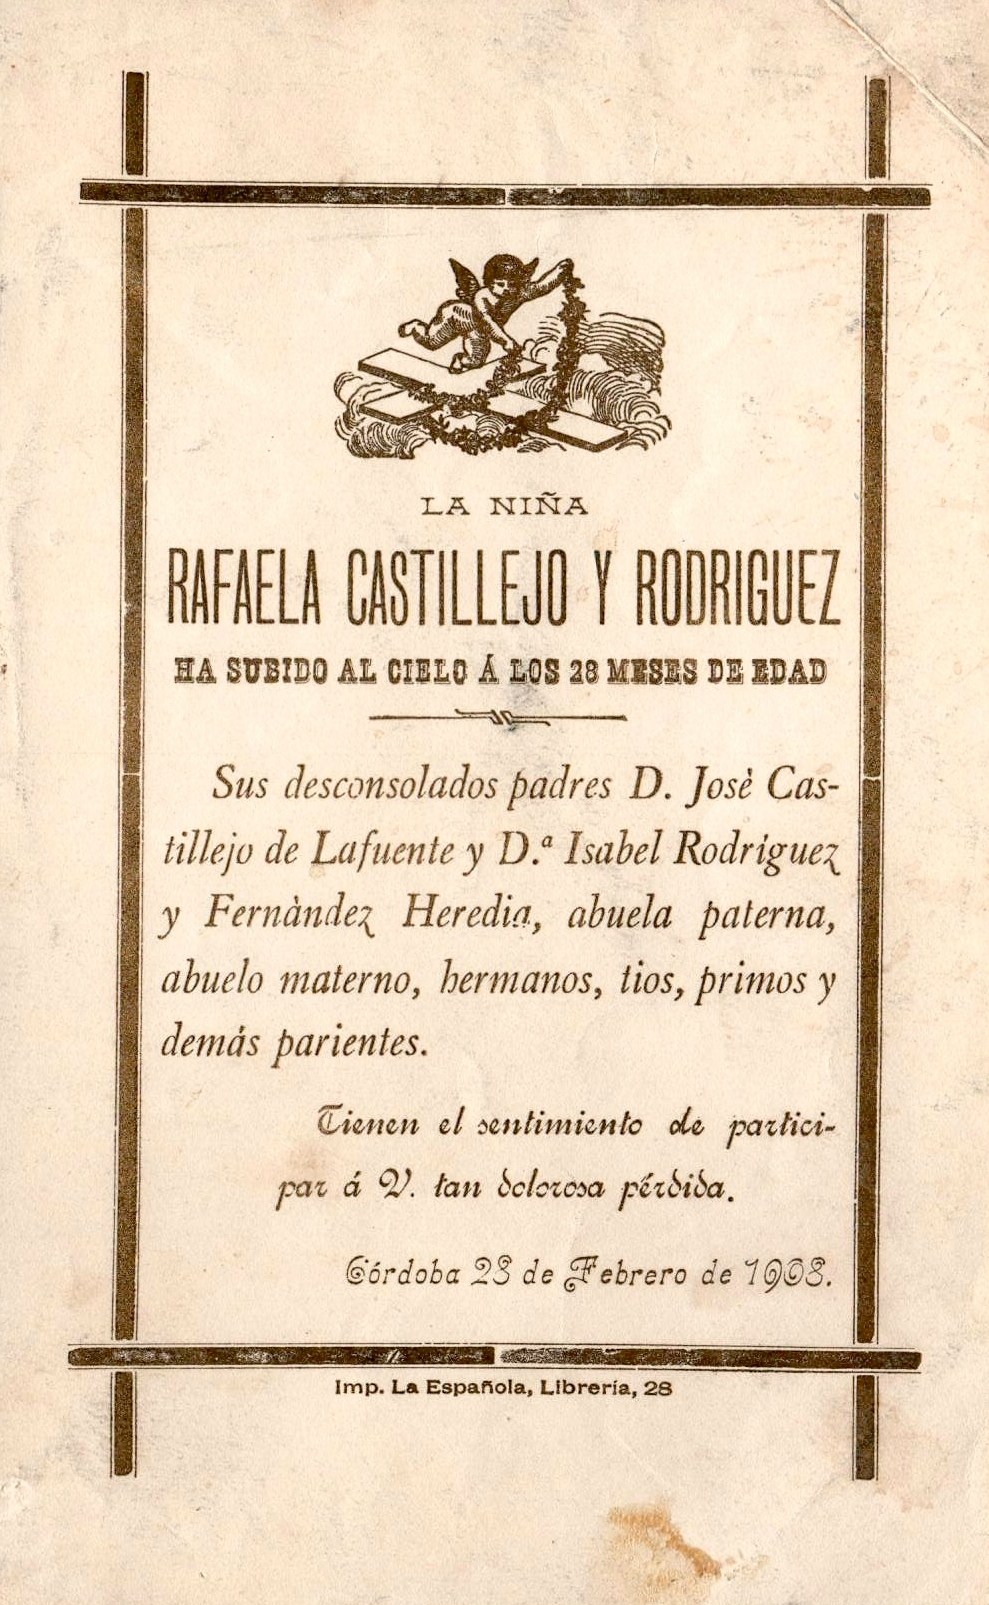 LA NIÑA
RAFAELA CASTILLEJO Y RODRIGUEZ
HA SUBIDO AL CIELO Á LOS 28 MESES DE EDAD
Sus desconsolados padres D. Josè Cas-
tillejo de Lafuente y D.ª Isabel Rodríguez
y Fernàndez Heredia, abuela paterna,
abuelo materno, hermanos, tios, primos y
demás parientes.
Tienen el sentimiento de partici-
par á V. tan dolorosa pérdida.
Córdoba 23 de Febrero de 1903.
Imp. La Española, Librería, 28